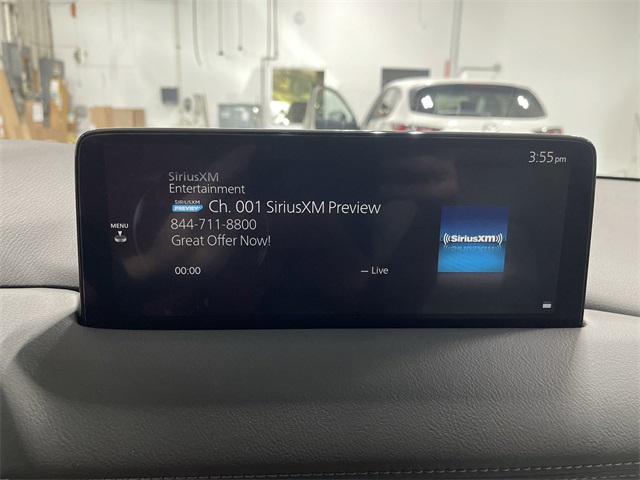 3:55pm
SiriusXM
Entertainment
SIRIUSXM PREVIEW Ch. 001 SiriusXM Preview
MENU
844-711-8800
Great Offer Now!
((SiriusXM))
00:00
-- Live